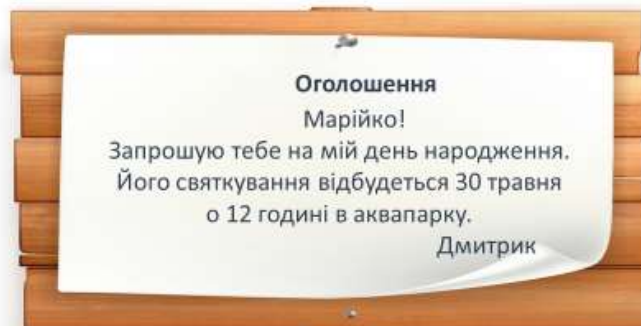 Оголошення
Марійко!
Запрошую тебе на мій день народження.
Його святкування відбудеться 30 травня
о 12 годині в аквапарку.
Дмитрик